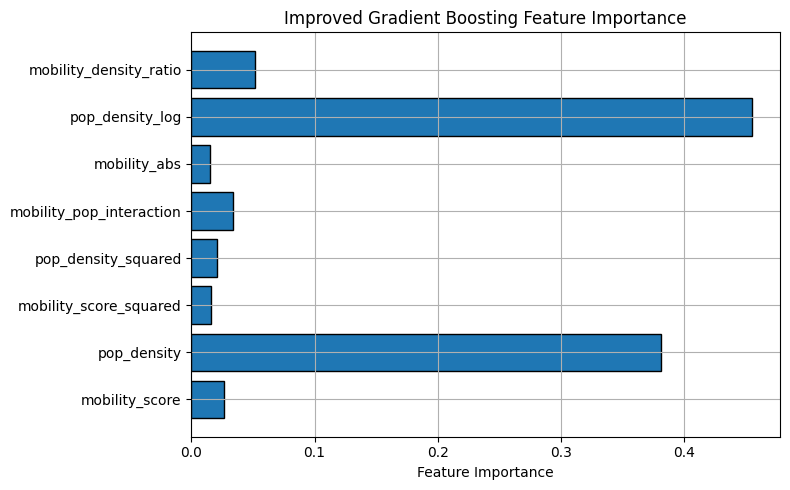 Improved Gradient Boosting Feature Importance
mobility_density_ratio
pop_density_log
mobility_abs
mobility_pop_interaction
pop_density_squared
mobility_score_squared
pop_density
mobility_score
0.0 0.1 0.2 0.3 0.4
Feature Importance